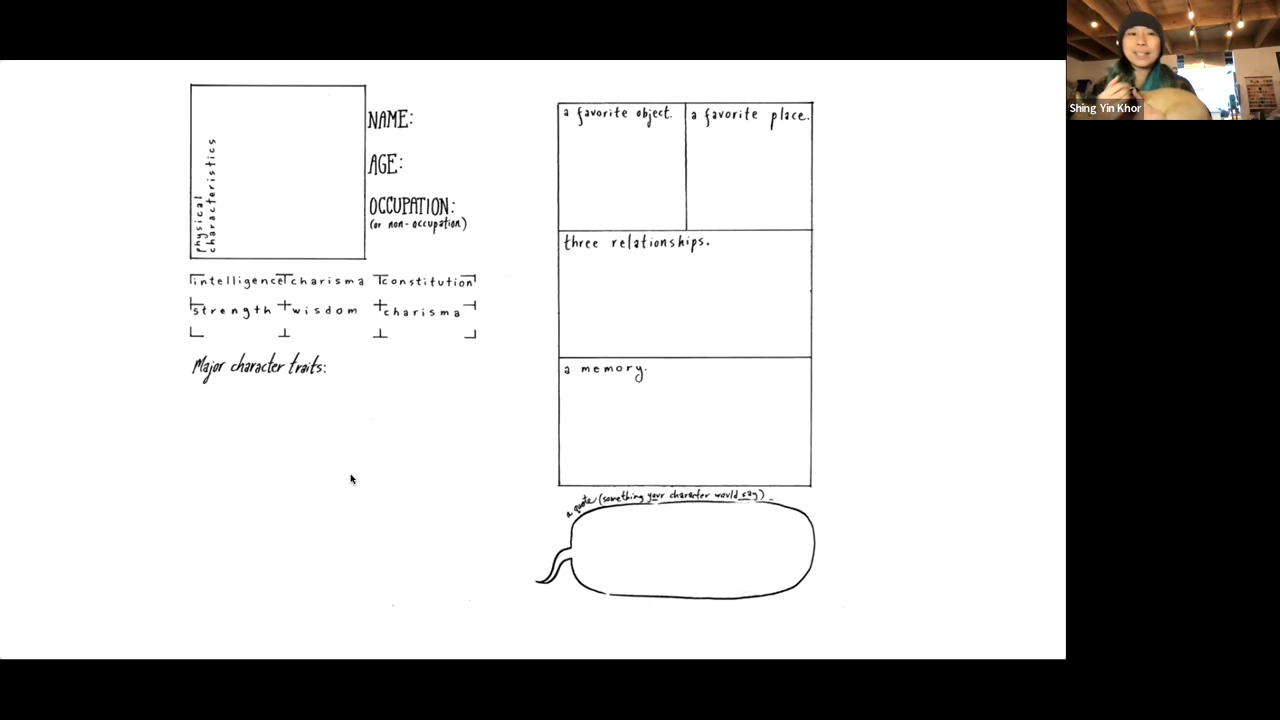 physical
characteristics
NAME:
AGE:
OCCUPATION:
(or non-occupation)
intelligence charisma constitution
strength wisdom charisma
Major character traits:
a favorite object. a favorite place.
three relationships.
a memory.
a quote (something your character would say)
Shing Yin Khor